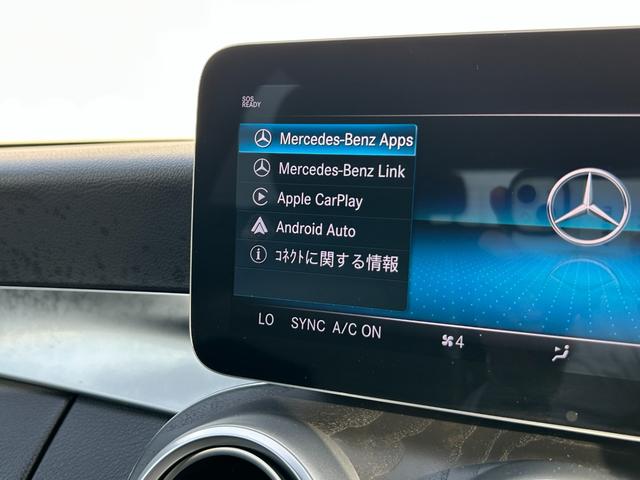 SOS
READY
Mercedes-Benz Apps
Mercedes-Benz Link
Apple CarPlay
Android Auto
ｺﾈｸﾄに関する情報
LO SYNC A/C ON 4